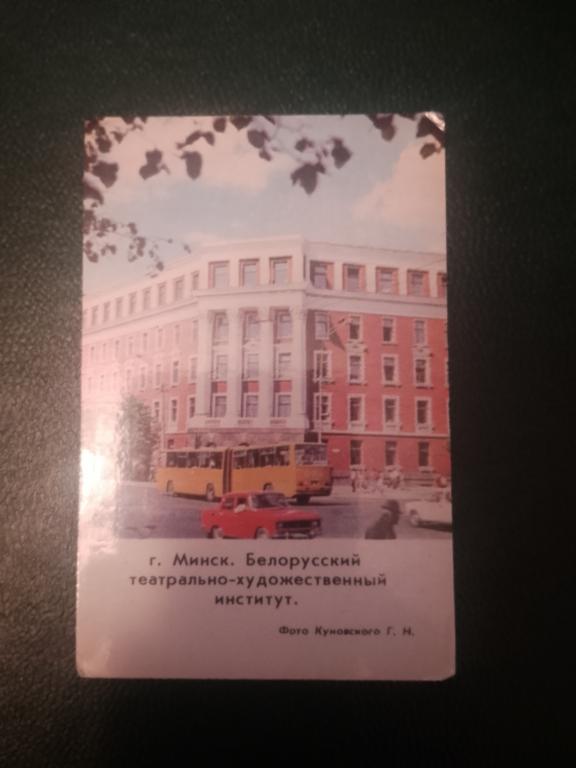 г. Минск. Белорусский
театрально-художественный
институт.
Фото Куновского Г. Н.